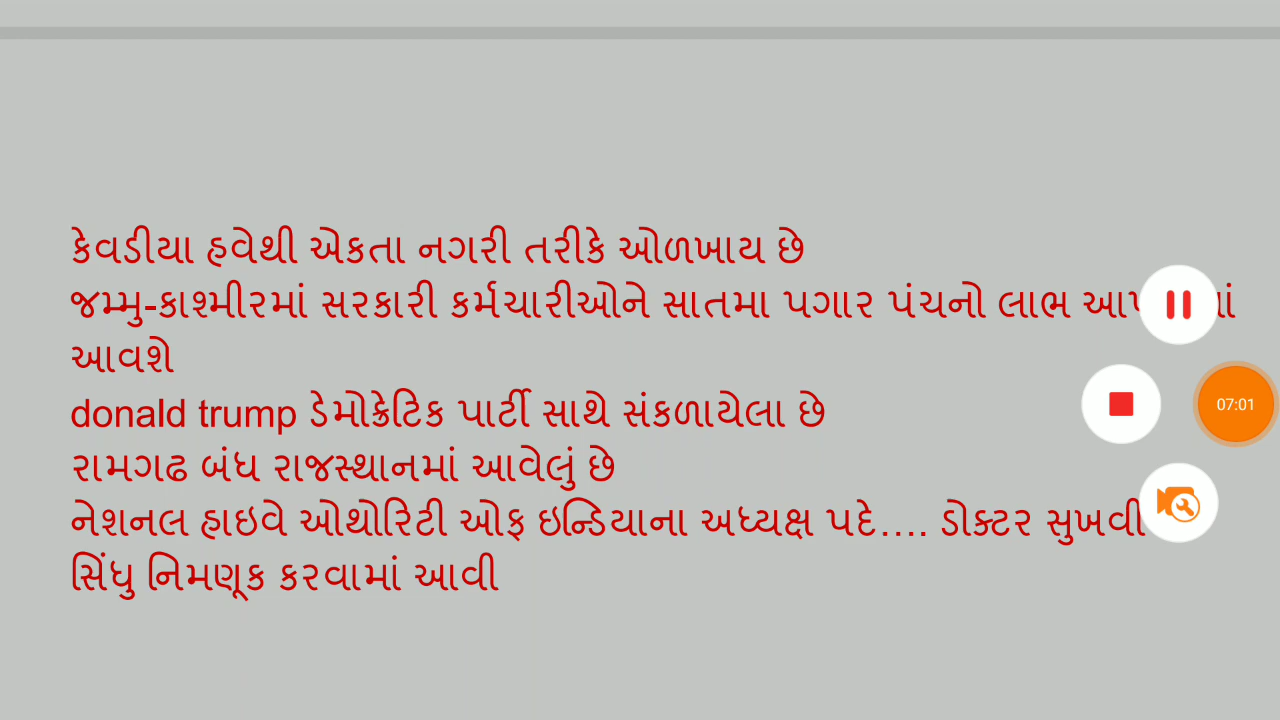 કેવડીયા હવેથી એકતા નગરી તરીકે ઓળખાય છે
જમ્મુ-કાશ્મીરમાં સરકારી કર્મચારીઓને સાતમા પગાર પંચનો લાભ
આવશે
donald trump ડેમોક્રેટિક પાર્ટી સાથે સંકળાયેલા છે
રામગઢ બંધ રાજસ્થાનમાં આવેલું છે
નેશનલ હાઇવે ઓથોરિટી ઓફ ઇન્ડિયાના અધ્યક્ષ પદે.... ડોક્ટર
સિંધુ નિમણૂક કરવામાં આવી
07:01